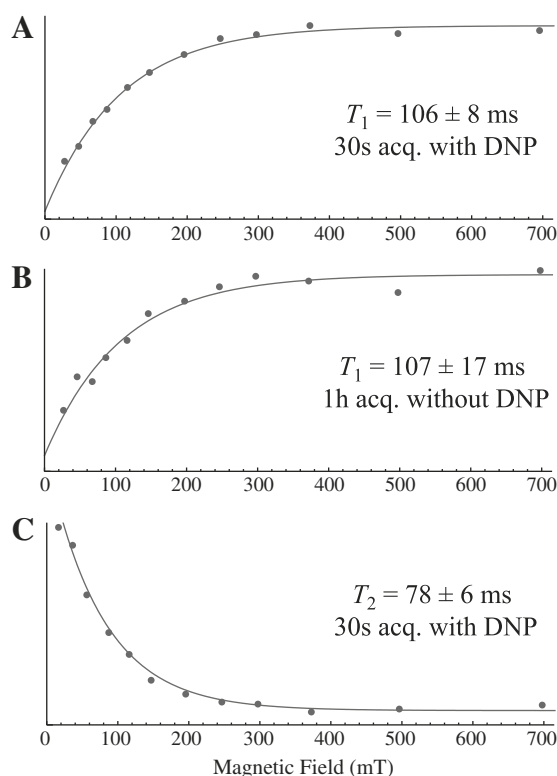 A
T1 = 106 ± 8 ms
30s acq. with DNP
0 100 200 300 400 500 600 700
B
T1 = 107 ± 17 ms
1h acq. without DNP
0 100 200 300 400 500 600 700
C
T2 = 78 ± 6 ms
30s acq. with DNP
0 100 200 300 400 500 600 700
Magnetic Field (mT)